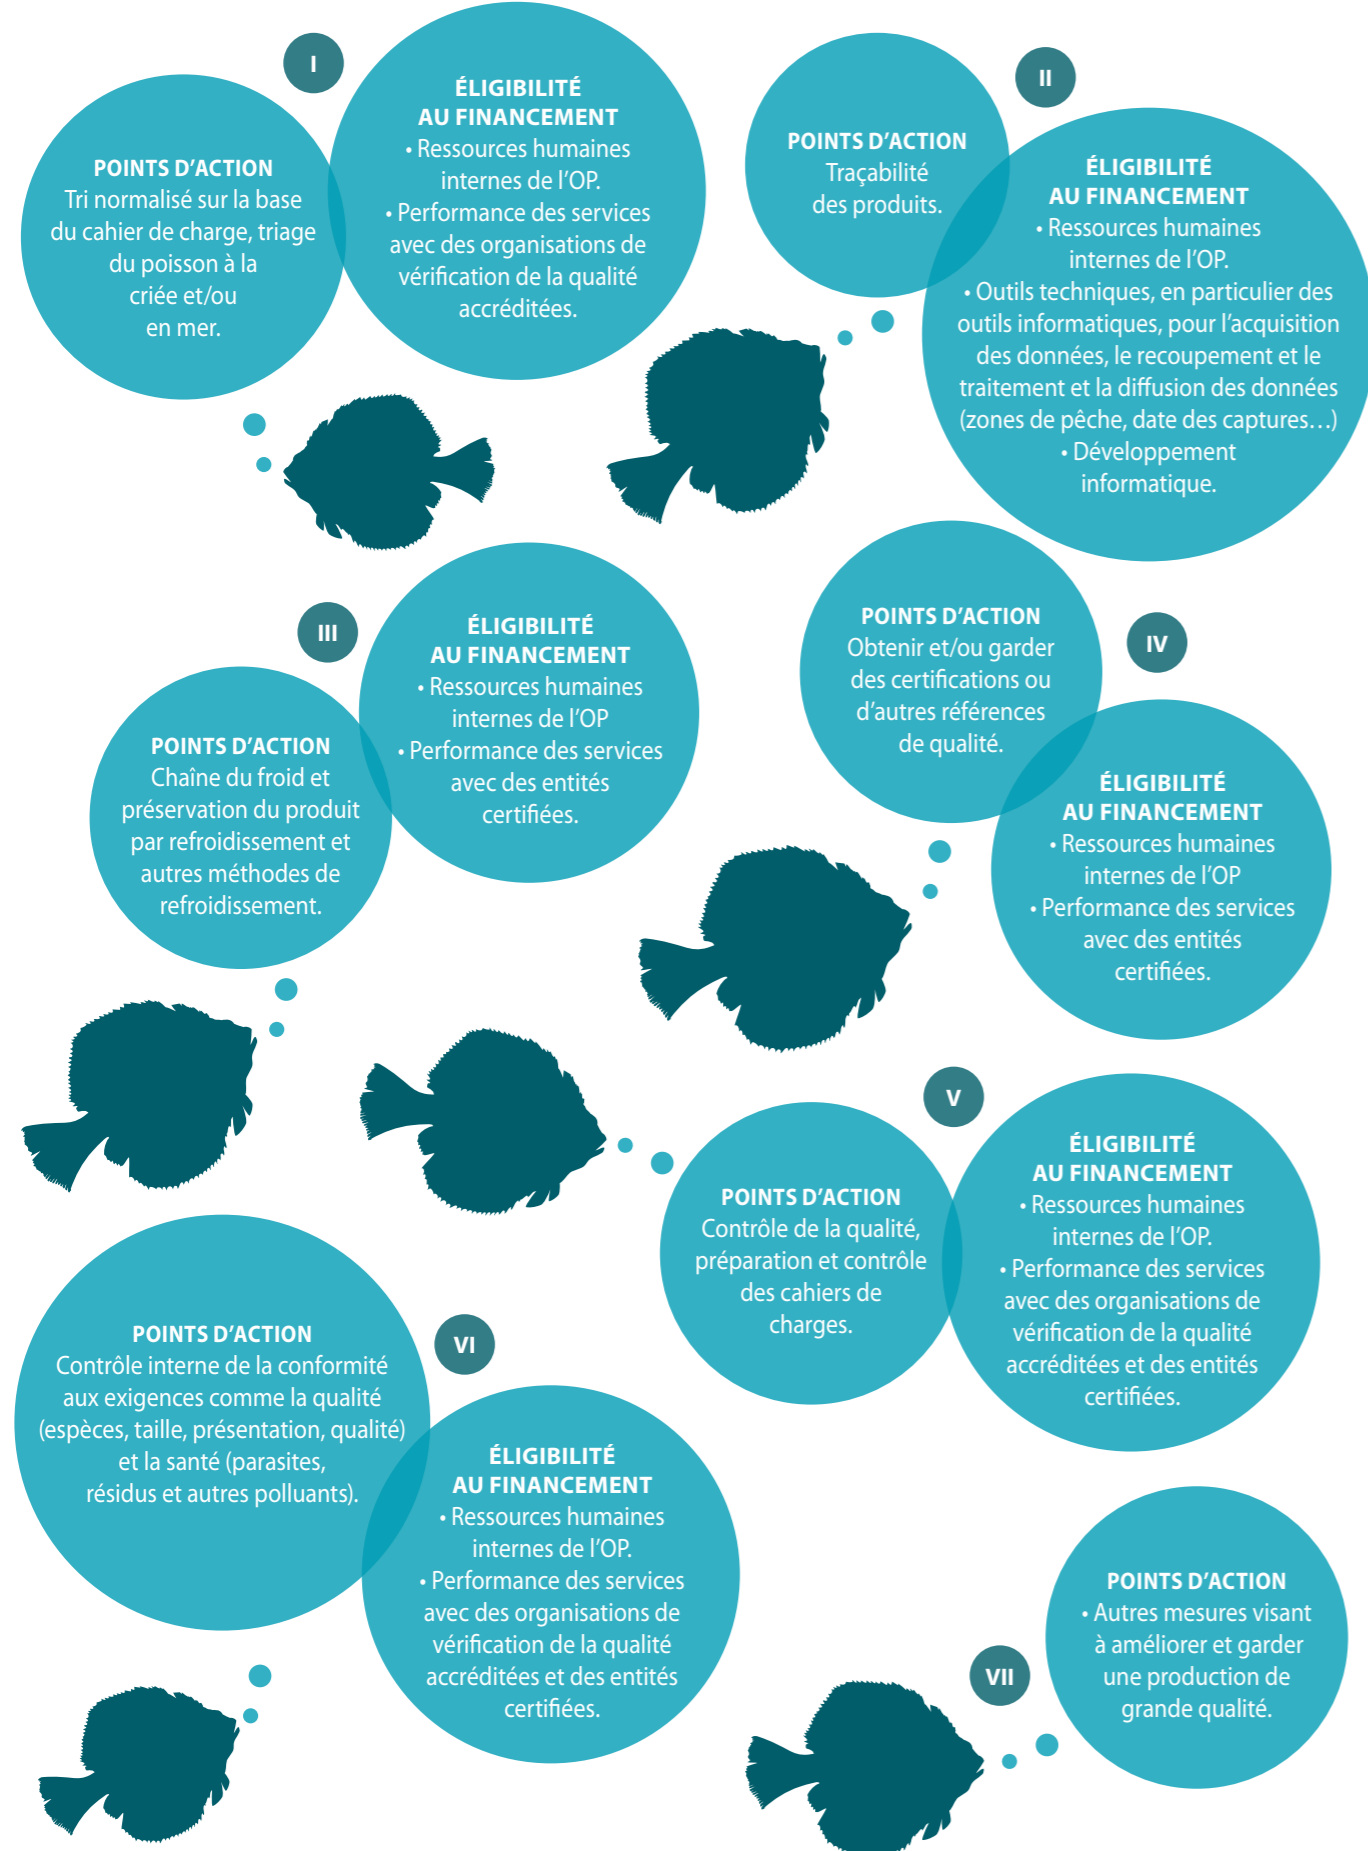 I
POINTS D’ACTION
Tri normalisé sur la base
du cahier de charge, triage
du poisson à la
criée et/ou
en mer.
ÉLIGIBILITÉ
AU FINANCEMENT
• Ressources humaines
internes de l’OP.
• Performance des services
avec des organisations de
vérification de la qualité
accréditées.
II
POINTS D’ACTION
Traçabilité
des produits.
ÉLIGIBILITÉ
AU FINANCEMENT
• Ressources humaines
internes de l’OP.
• Outils techniques, en particulier des
outils informatiques, pour l’acquisition
des données, le recoupement et le
traitement et la diffusion des données
(zones de pêche, date des captures…)
• Développement
informatique.
III
POINTS D’ACTION
Chaîne du froid et
préservation du produit
par refroidissement et
autres méthodes de
refroidissement.
ÉLIGIBILITÉ
AU FINANCEMENT
• Ressources humaines
internes de l’OP
• Performance des services
avec des entités
certifiées.
IV
POINTS D’ACTION
Obtenir et/ou garder
des certifications ou
d’autres références
de qualité.
ÉLIGIBILITÉ
AU FINANCEMENT
• Ressources humaines
internes de l’OP
• Performance des services
avec des entités
certifiées.
V
POINTS D’ACTION
Contrôle de la qualité,
préparation et contrôle
des cahiers de
charges.
ÉLIGIBILITÉ
AU FINANCEMENT
• Ressources humaines
internes de l’OP.
• Performance des services
avec des organisations de
vérification de la qualité
accréditées et des entités
certifiées.
VI
POINTS D’ACTION
Contrôle interne de la conformité
aux exigences comme la qualité
(espèces, taille, présentation, qualité)
et la santé (parasites,
résidus et autres polluants).
ÉLIGIBILITÉ
AU FINANCEMENT
• Ressources humaines
internes de l’OP.
• Performance des services
avec des organisations de
vérification de la qualité
accréditées et des entités
certifiées.
VII
POINTS D’ACTION
• Autres mesures visant
à améliorer et garder
une production de
grande qualité.